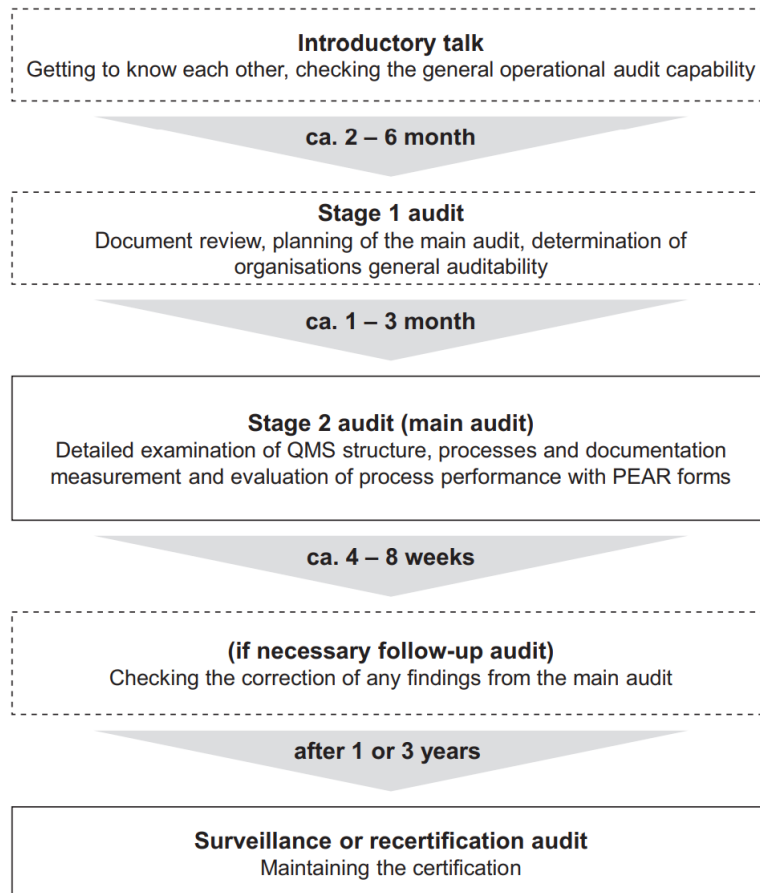 Introductory talk
Getting to know each other, checking the general operational audit capability
ca. 2 – 6 month
Stage 1 audit
Document review, planning of the main audit, determination of
organisations general auditability
ca. 1 – 3 month
Stage 2 audit (main audit)
Detailed examination of QMS structure, processes and documentation
measurement and evaluation of process performance with PEAR forms
ca. 4 – 8 weeks
(if necessary follow-up audit)
Checking the correction of any findings from the main audit
after 1 or 3 years
Surveillance or recertification audit
Maintaining the certification